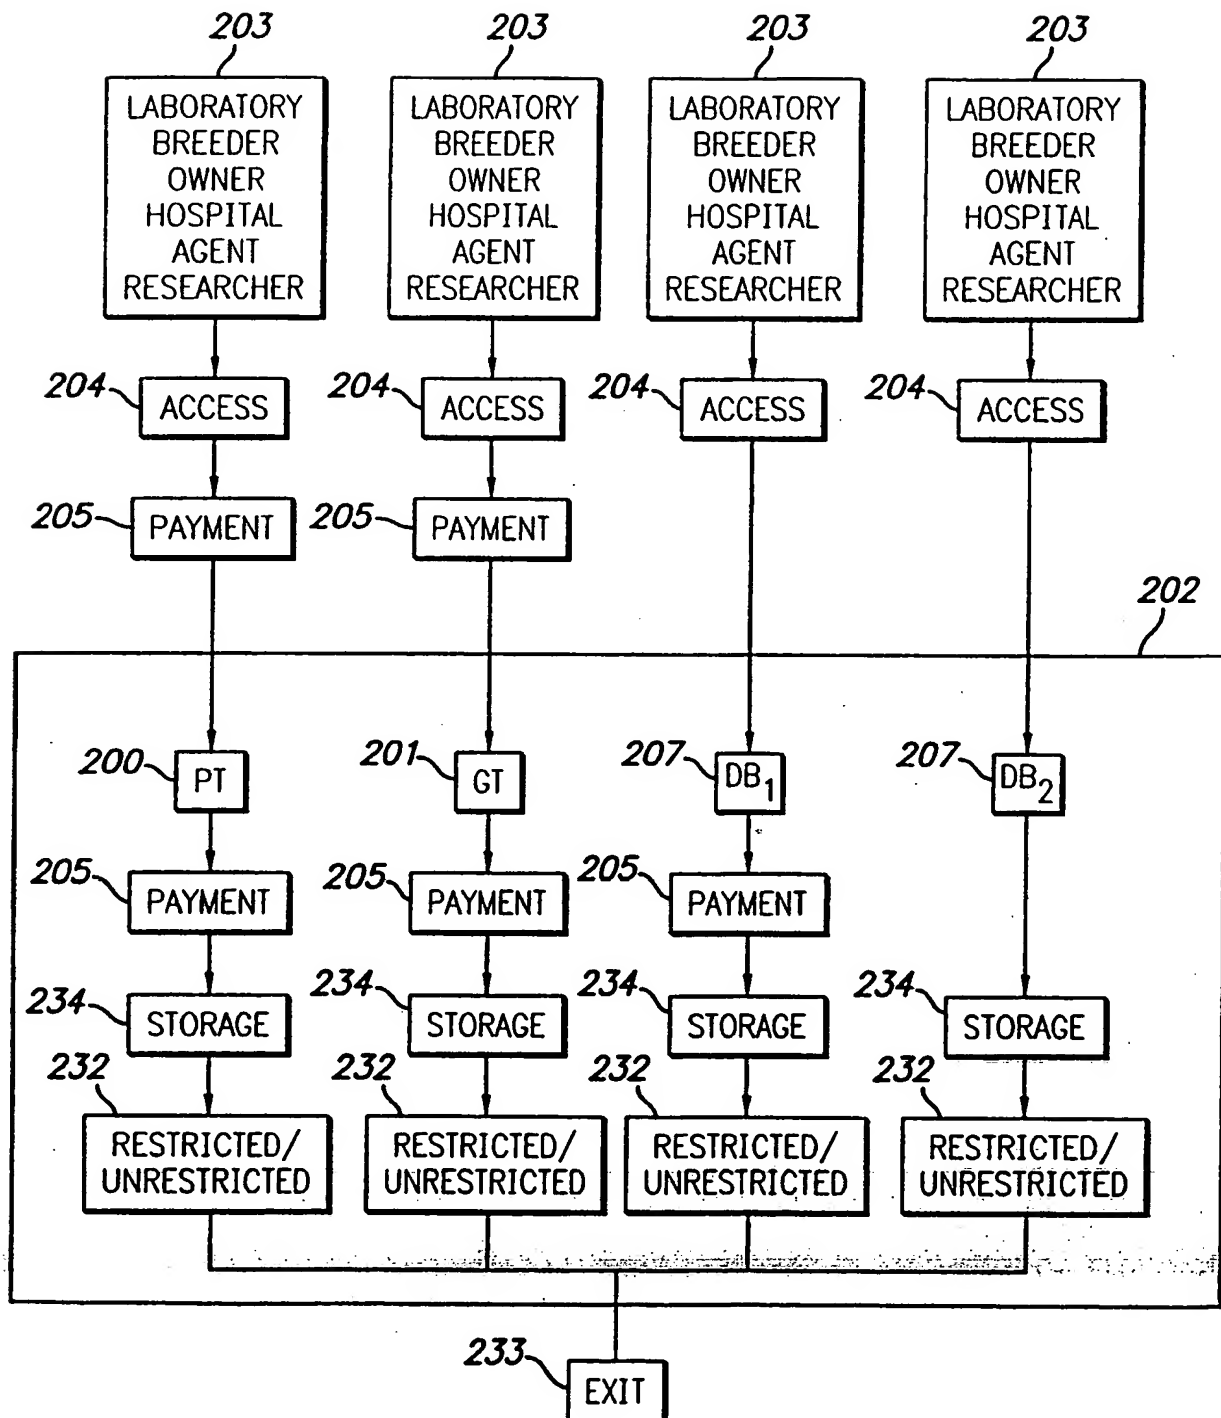 203 203 203 203
LABORATORY LABORATORY LABORATORY LABORATORY
BREEDER BREEDER BREEDER BREEDER
OWNER OWNER OWNER OWNER
HOSPITAL HOSPITAL HOSPITAL HOSPITAL
AGENT AGENT AGENT AGENT
RESEARCHER RESEARCHER RESEARCHER RESEARCHER
204 ACCESS 204 ACCESS 204 ACCESS 204 ACCESS
205 PAYMENT 205 PAYMENT
202
200 PT 201 GT 207 DB1 207 DB2
205 PAYMENT 205 PAYMENT 205 PAYMENT
234 STORAGE 234 STORAGE 234 STORAGE 234 STORAGE
232 232 232 232
RESTRICTED/ RESTRICTED/ RESTRICTED/ RESTRICTED/
UNRESTRICTED UNRESTRICTED UNRESTRICTED UNRESTRICTED
233 EXIT